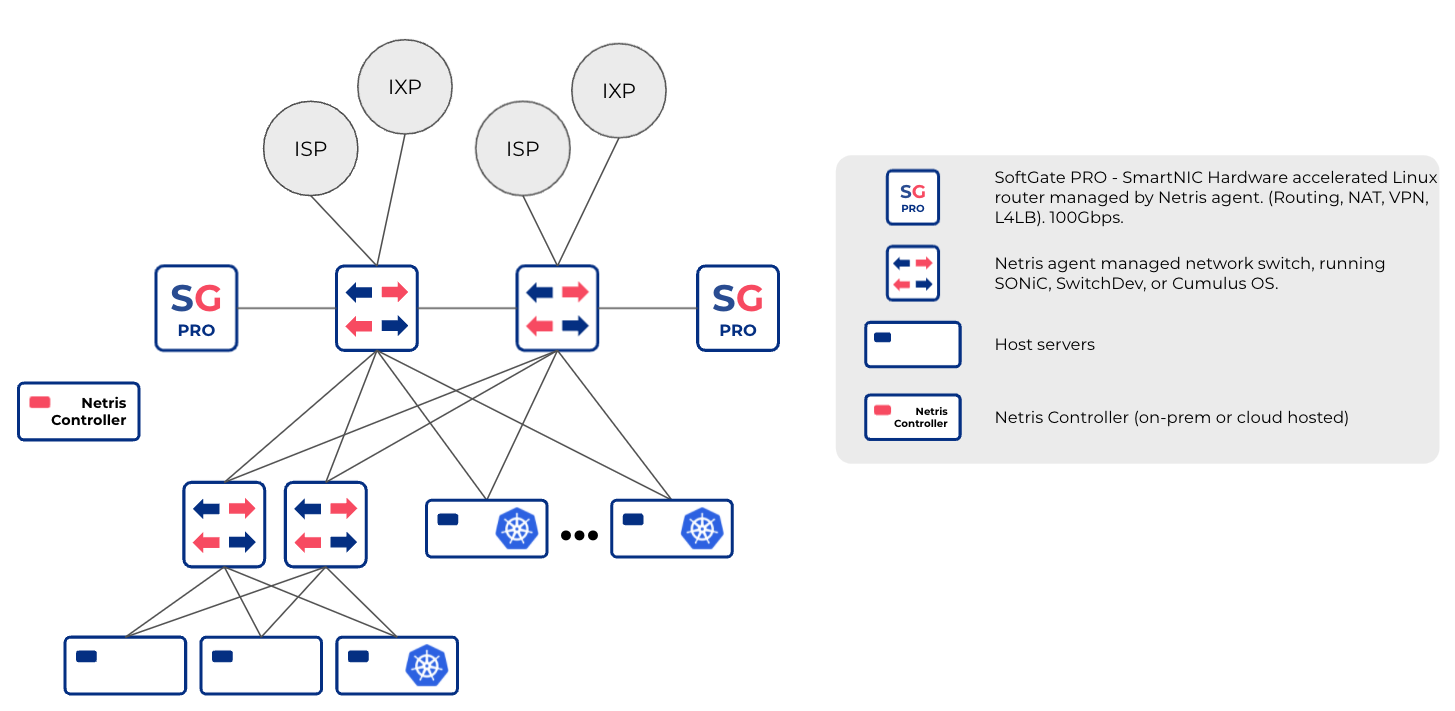 IXP
IXP
ISP
ISP
SG
PRO
SG
PRO
Netris
Controller
SG
PRO
SoftGate PRO - SmartNIC Hardware accelerated Linux
router managed by Netris agent. (Routing, NAT, VPN,
L4LB). 100Gbps.
Netris agent managed network switch, running
SONiC, SwitchDev, or Cumulus OS.
Host servers
Netris
Controller
Netris Controller (on-prem or cloud hosted)